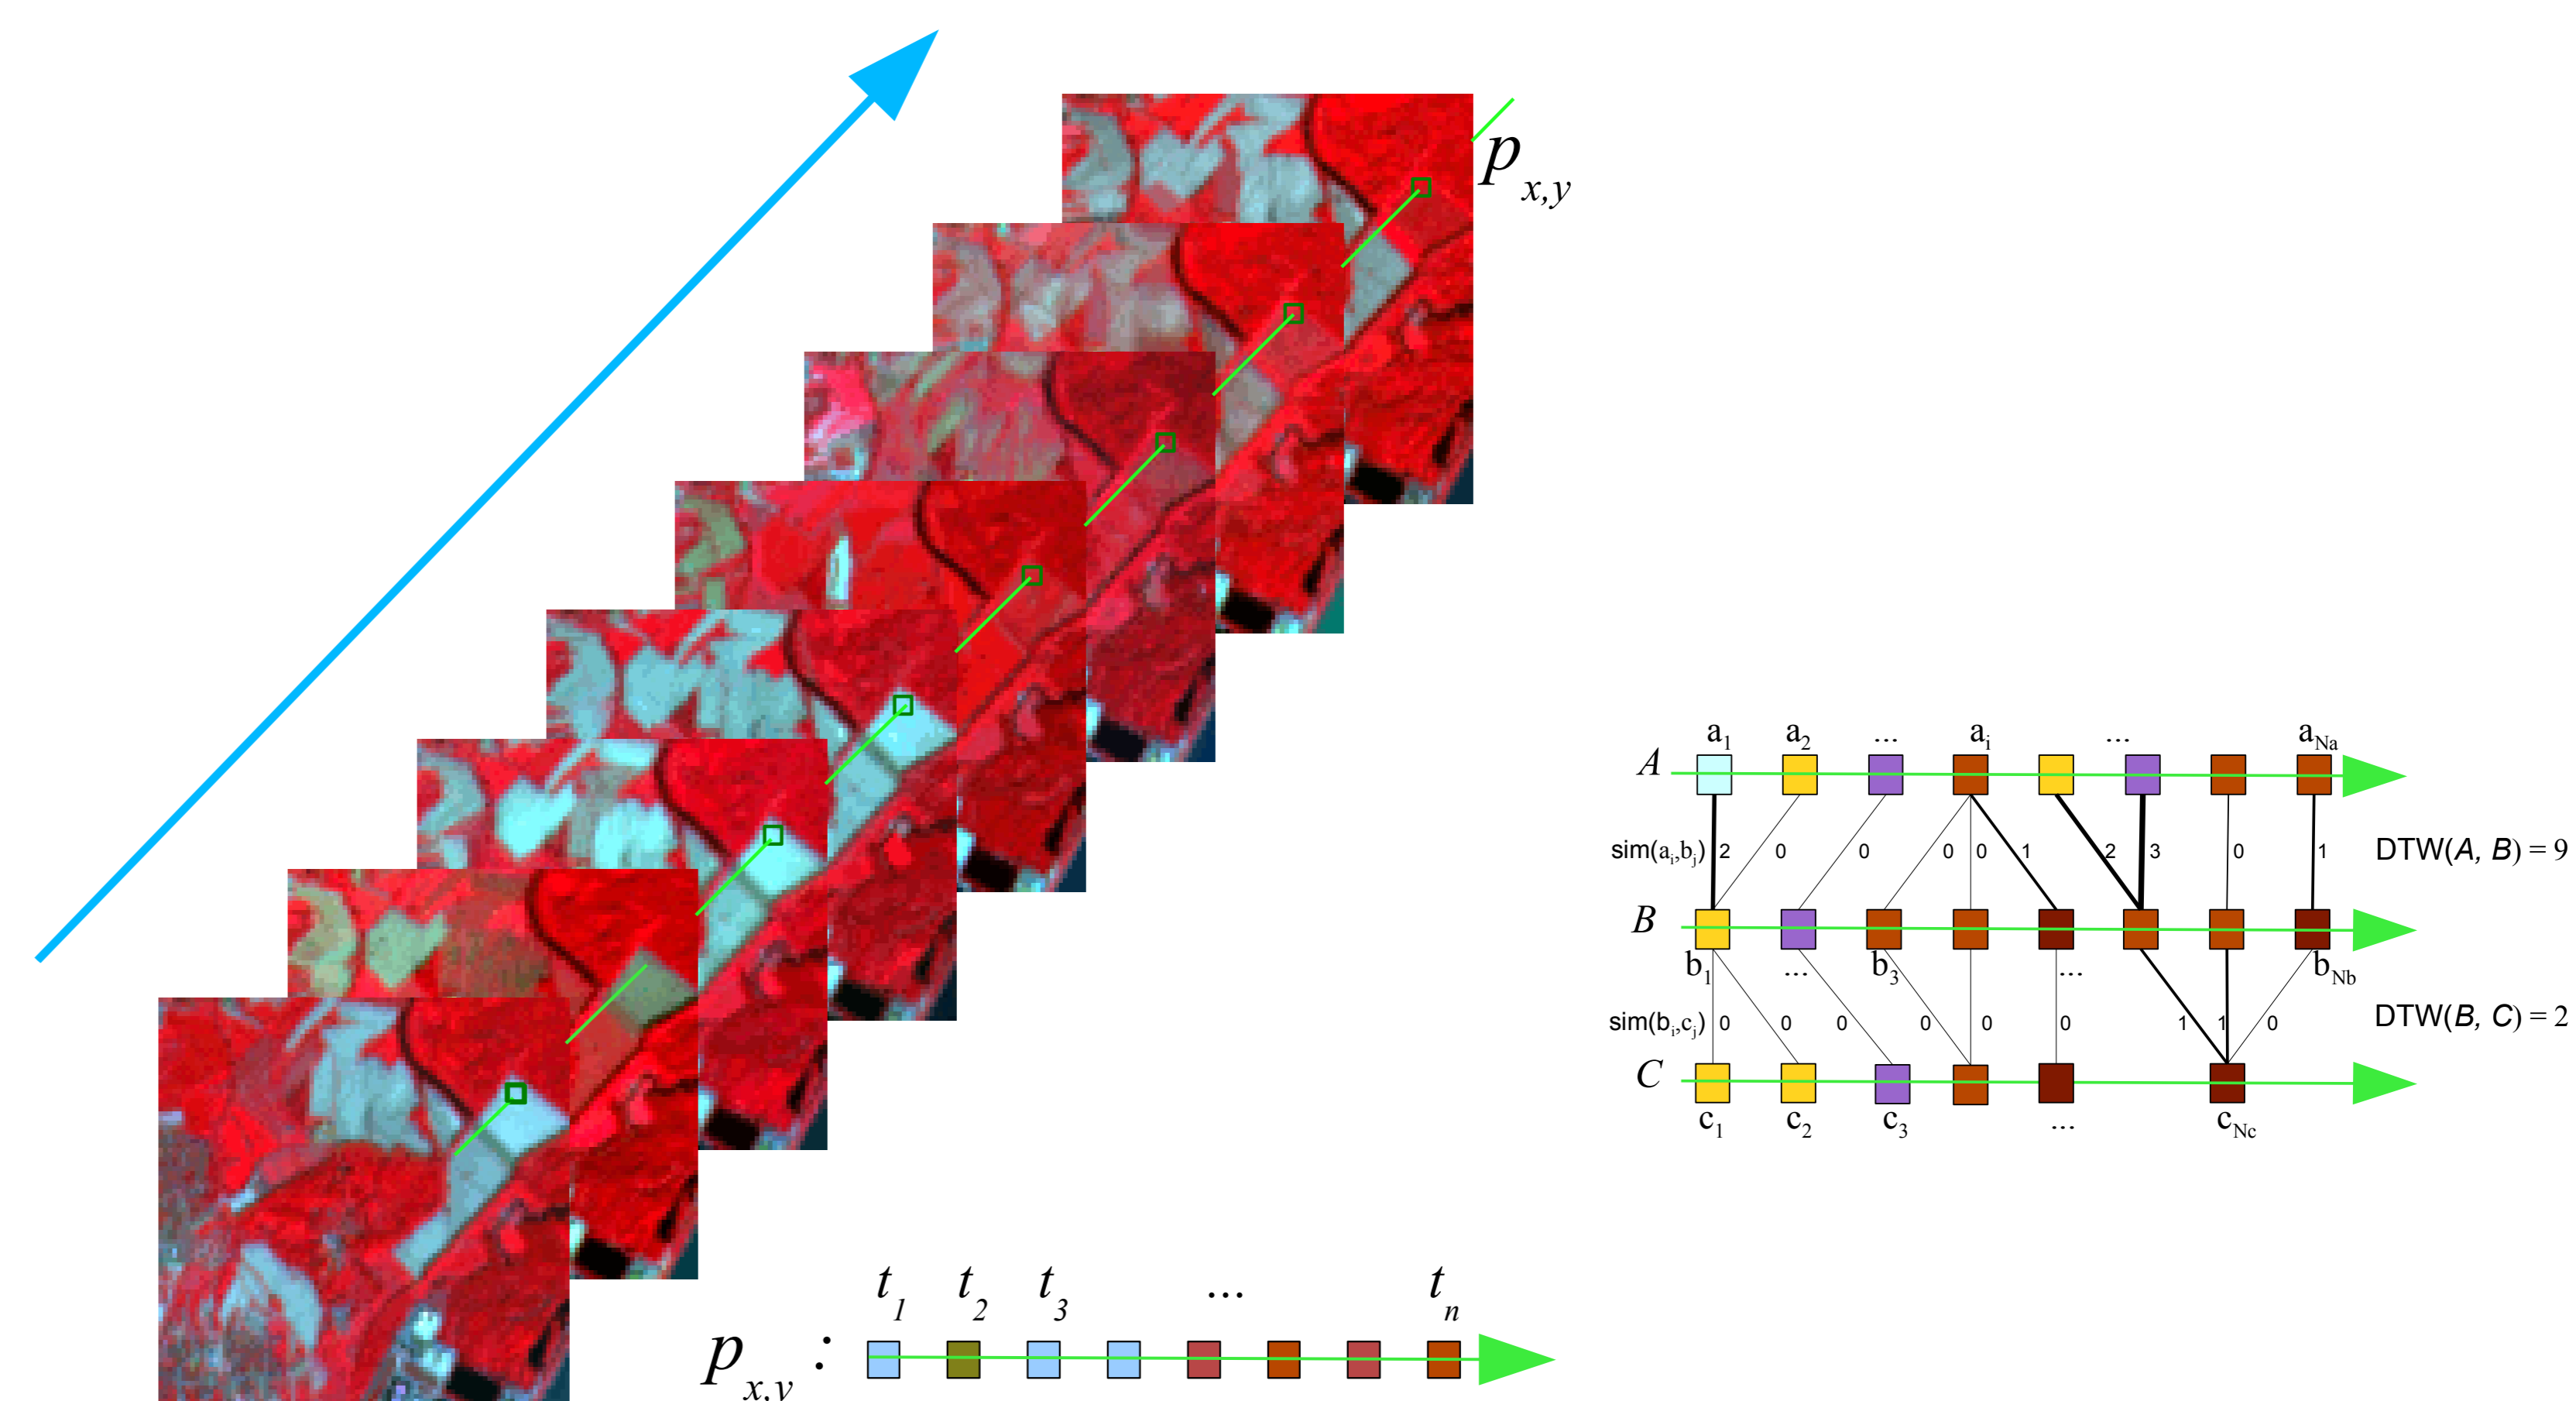 p x,y
a1 a2 ... ai ... aNa
A
sim(ai,bj) 2 0 0 0 0 1 2 3 0 1 DTW(A, B) = 9
B
b1 ... b3 ... bNb
sim(bi,cj) 0 0 0 0 0 0 1 1 0 DTW(B, C) = 2
C
c1 c2 c3 ... cNc
t1 t2 t3 ... tn
p x,y :